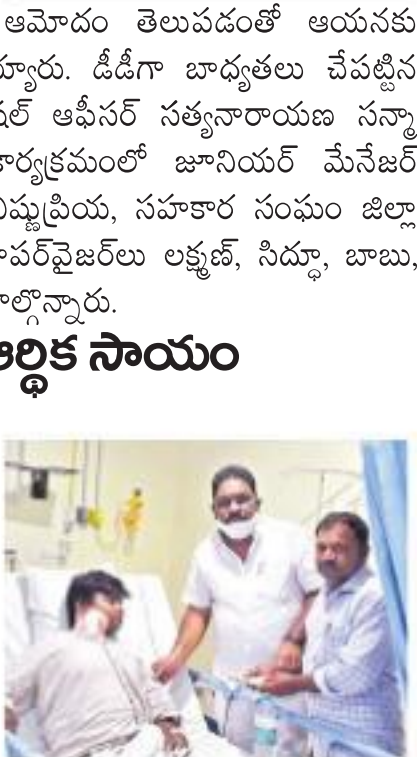 ఆమోదం తెలుపడంతో ఆయనకు
య్యారు. డీడీగా బాధ్యతలు చేపట్టిన
షల్ ఆఫీసర్ సత్యనారాయణ సన్మా
కార్యక్రమంలో జూనియర్ మేనేజర్
విష్ణుప్రియ, సహకార సంఘం జిల్లా
పర్‌వైజర్‌లు లక్ష్మణ్, సిద్ధూ, బాబు,
పాల్గొన్నారు.
ఆర్థిక సాయం